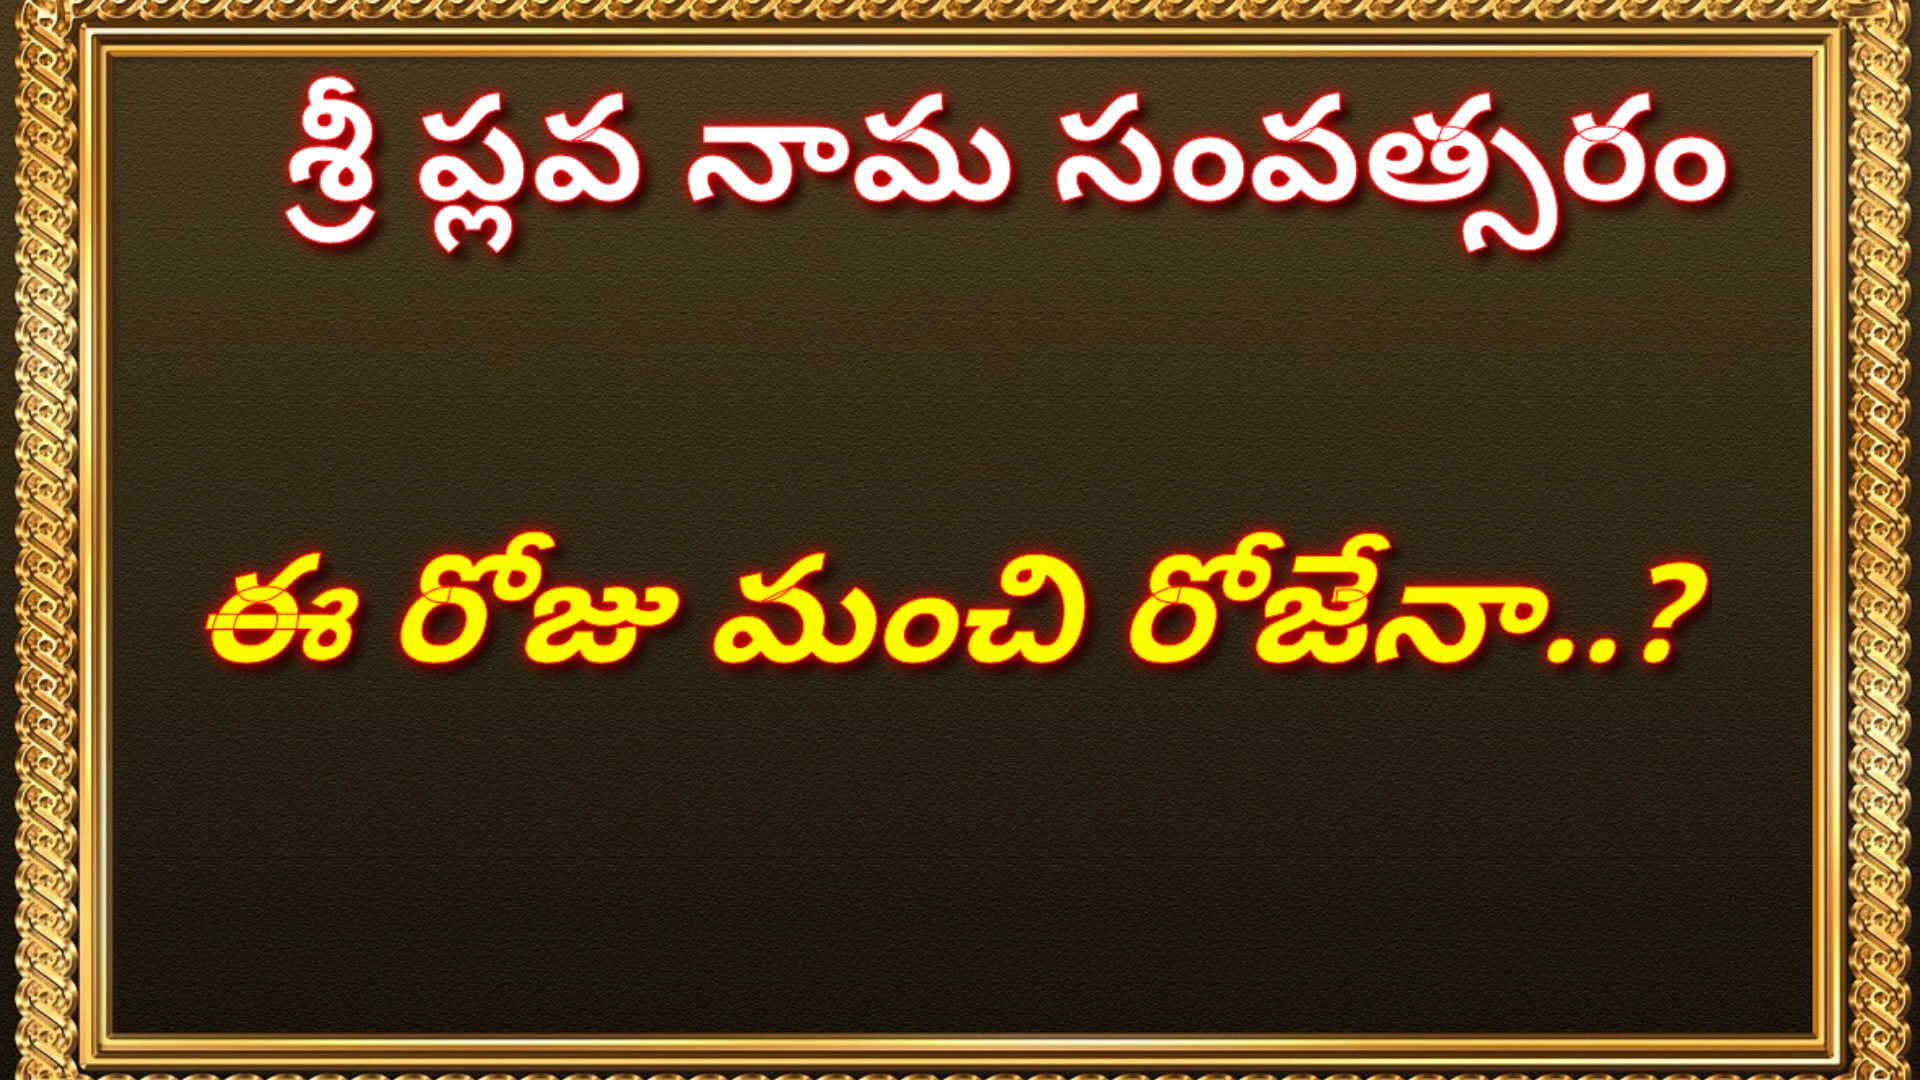 శ్రీ ప్లవ నామ సంవత్సరం
ఈ రోజు మంచి రోజేనా..?